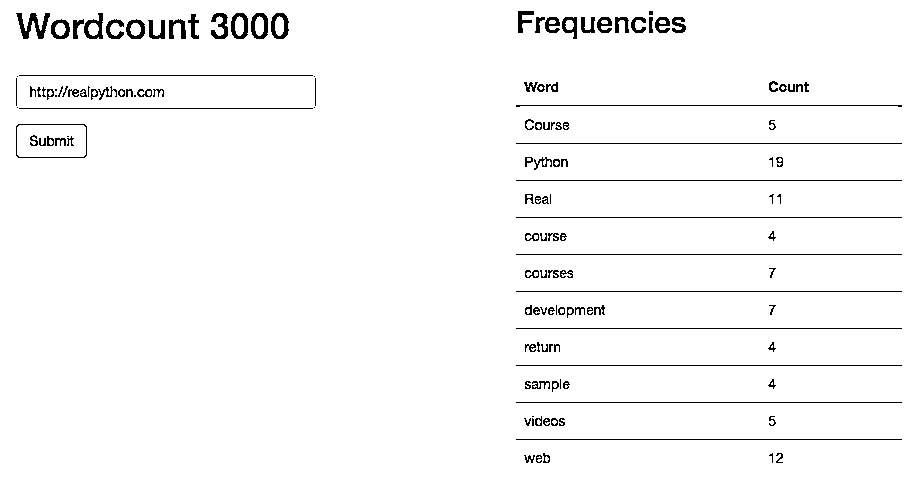 Wordcount 3000
http://realpython.com
Submit
Frequencies
Word Count
Course 5
Python 19
Real 11
course 4
courses 7
development 7
return 4
sample 4
videos 5
web 12